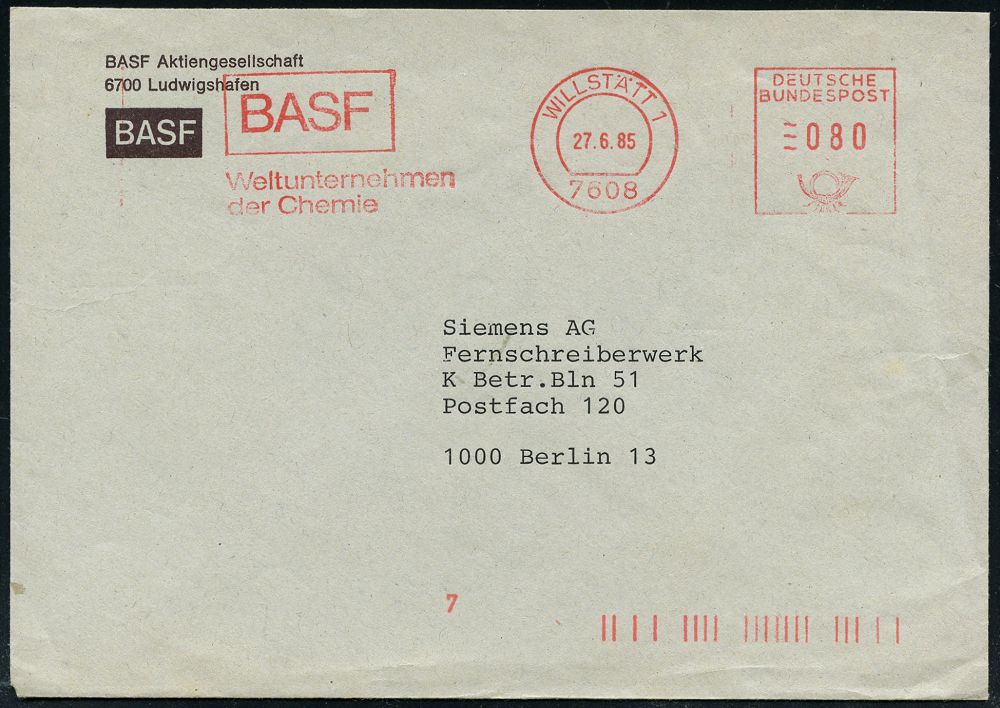 BASF Aktiengesellschaft
6700 Ludwigshafen
BASF
BASF
Weltunternehmen
der Chemie
WILLSTÄTT 1
27.6.85
7608
DEUTSCHE
BUNDESPOST
080
Siemens AG
Fernschreiberwerk
K Betr.Bln 51
Postfach 120
1000 Berlin 13
7